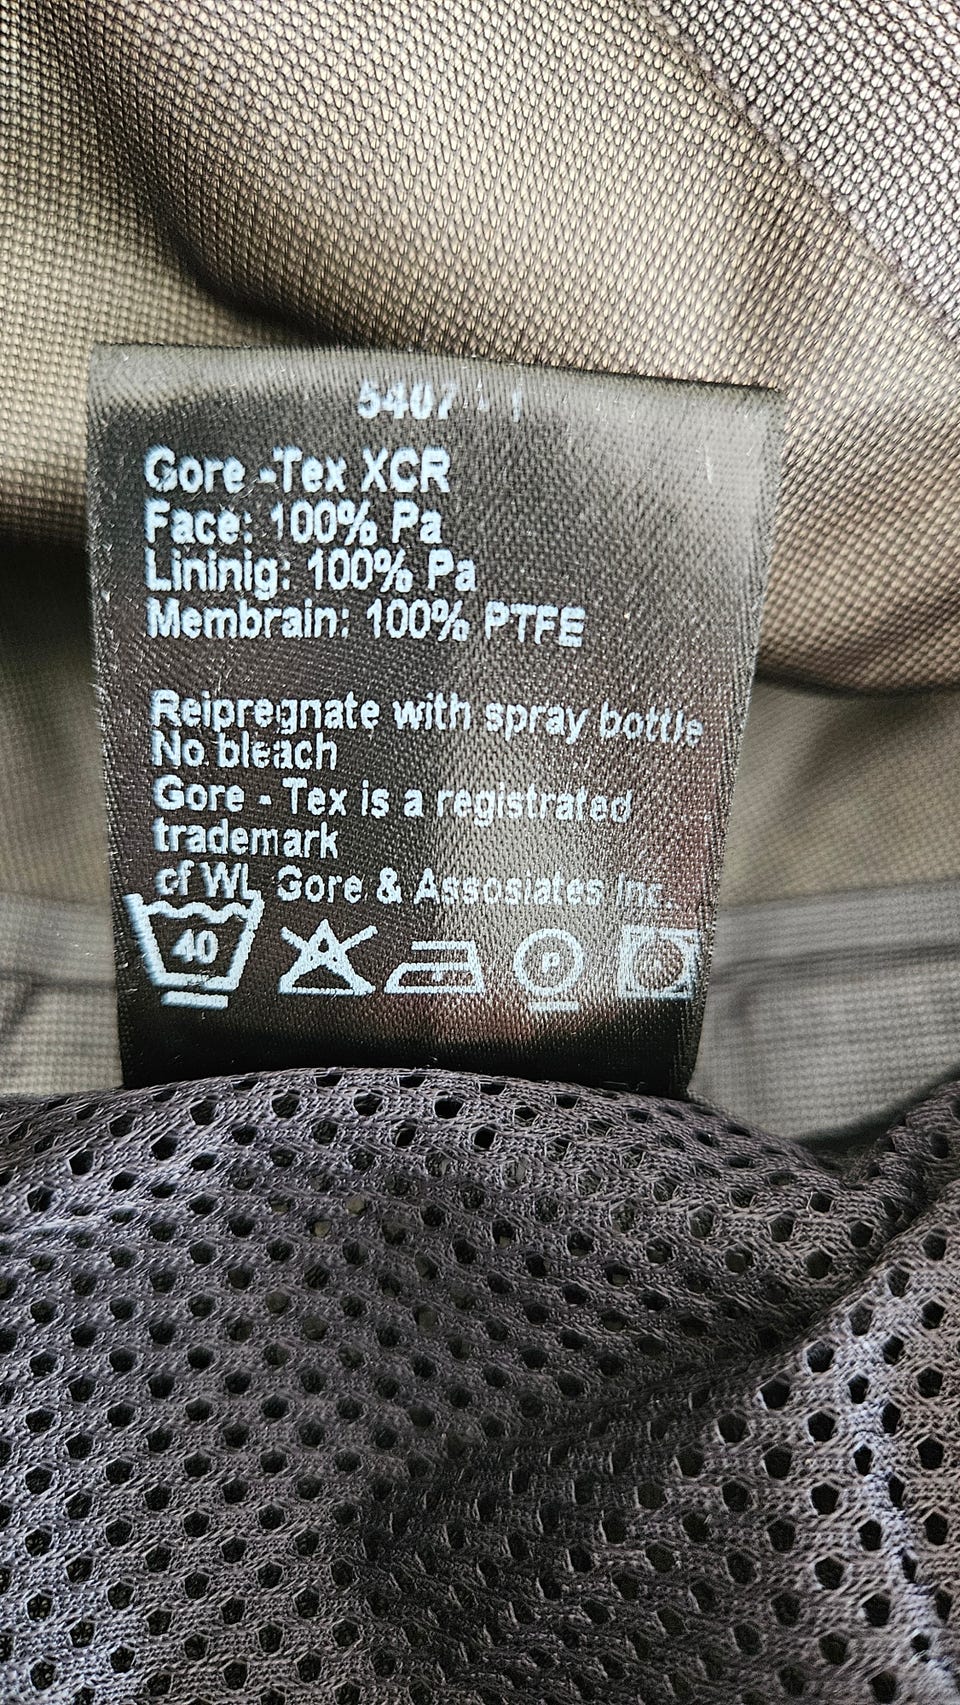 5407
Gore -Tex XCR
Face: 100% Pa
Lininig: 100% Pa
Membrain: 100% PTFE
Reipregnate with spray bottle
No bleach
Gore - Tex is a registrated
trademark
of WL Gore & Assosiates Inc.
40 P